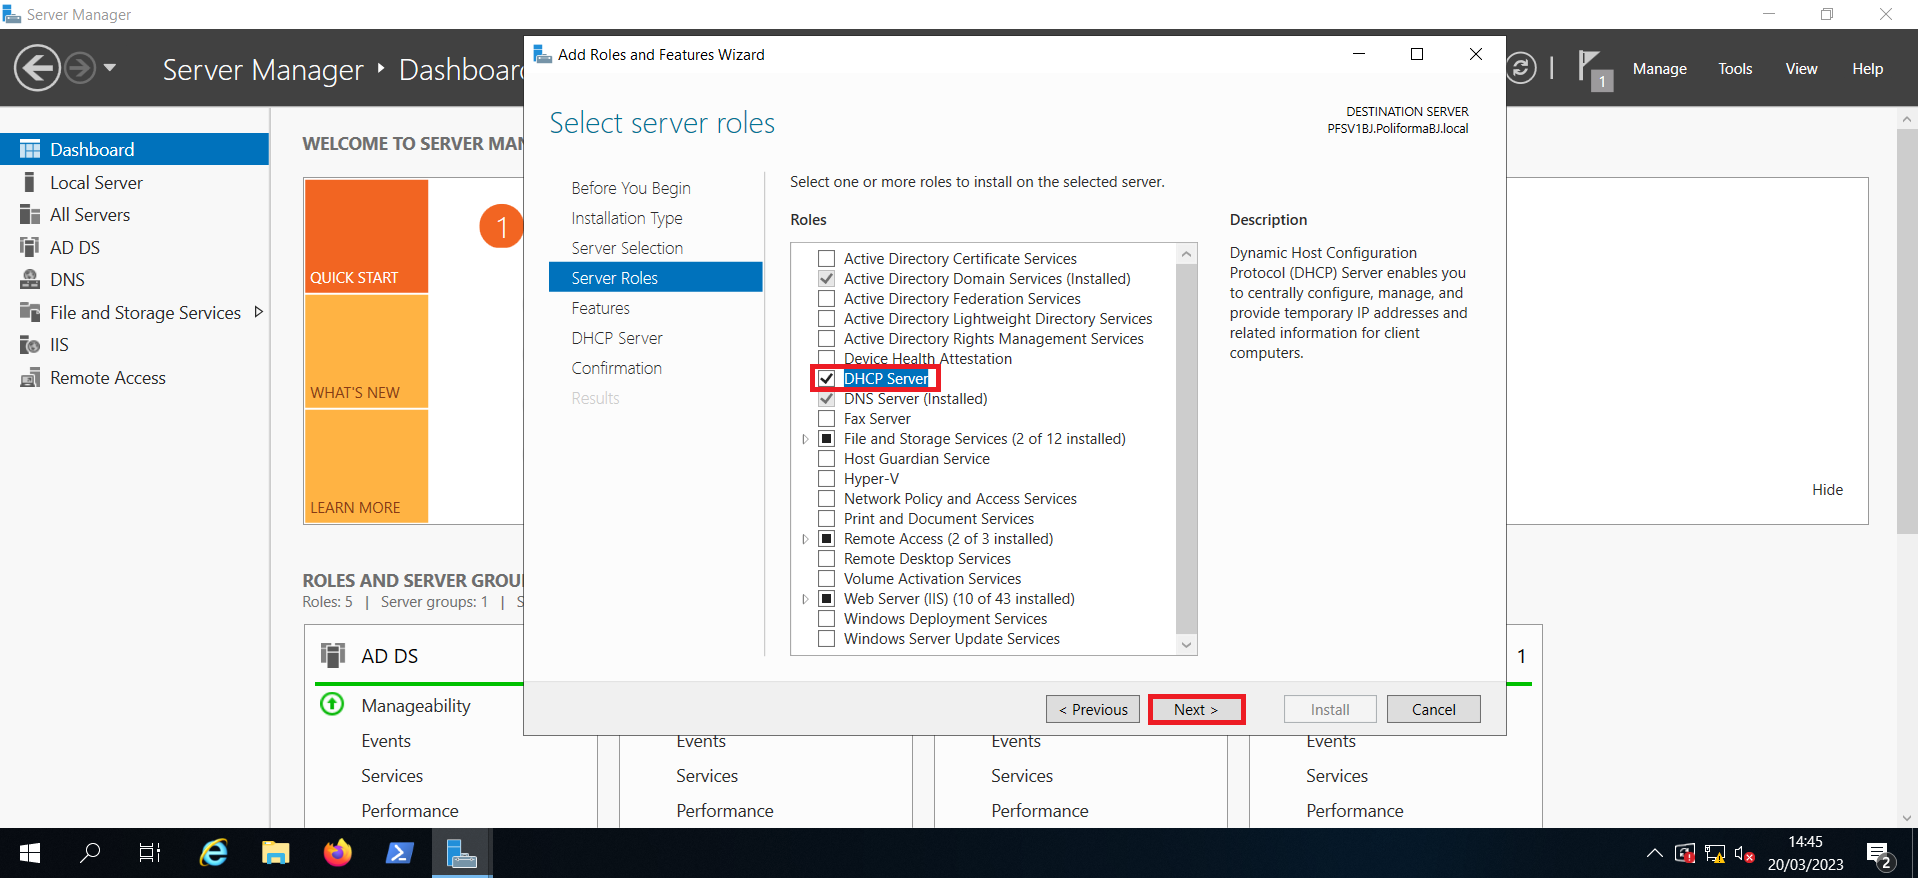 Server Manager
Server Manager ‣ Dashboard
1
Manage
Tools
View
Help
Dashboard
Local Server
All Servers
AD DS
DNS
File and Storage Services
IIS
Remote Access
WELCOME TO SERVER MAN
QUICK START
WHAT'S NEW
LEARN MORE
1
Hide
ROLES AND SERVER GROU
Roles: 5 | Server groups: 1 | S
AD DS
Manageability
Events
Services
Performance
Events
Services
Performance
Events
Services
Performance
1
Events
Services
Performance
Add Roles and Features Wizard
Select server roles
DESTINATION SERVER
PFSV1BJ.PoliformaBJ.local
Before You Begin
Installation Type
Server Selection
Server Roles
Features
DHCP Server
Confirmation
Results
Select one or more roles to install on the selected server.
Roles
Active Directory Certificate Services
Active Directory Domain Services (Installed)
Active Directory Federation Services
Active Directory Lightweight Directory Services
Active Directory Rights Management Services
Device Health Attestation
DHCP Server
DNS Server (Installed)
Fax Server
File and Storage Services (2 of 12 installed)
Host Guardian Service
Hyper-V
Network Policy and Access Services
Print and Document Services
Remote Access (2 of 3 installed)
Remote Desktop Services
Volume Activation Services
Web Server (IIS) (10 of 43 installed)
Windows Deployment Services
Windows Server Update Services
Description
Dynamic Host Configuration
Protocol (DHCP) Server enables you
to centrally configure, manage, and
provide temporary IP addresses and
related information for client
computers.
< Previous
Next >
Install
Cancel
14:45
20/03/2023
2